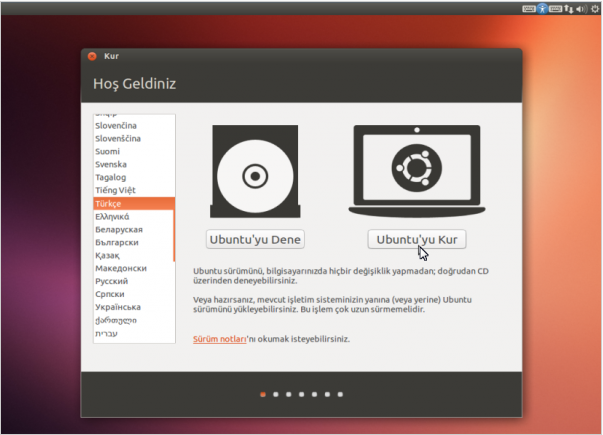 Kur
Hoş Geldiniz
Slovenčina
Slovenščina
Suomi
Svenska
Tagalog
Tiếng Việt
Türkçe
Ελληνικά
Беларуская
Български
Қазақ
Македонски
Русский
Српски
Українська
ქართული
עברית
Ubuntu'yu Dene
Ubuntu'yu Kur
Ubuntu sürümünü, bilgisayarınızda hiçbir değişiklik yapmadan; doğrudan CD
üzerinden deneyebilirsiniz.
Veya hazırsanız, mevcut işletim sisteminizin yanına (veya yerine) Ubuntu
sürümünü yükleyebilirsiniz. Bu işlem çok uzun sürmemelidir.
Sürüm notları'nı okumak isteyebilirsiniz.